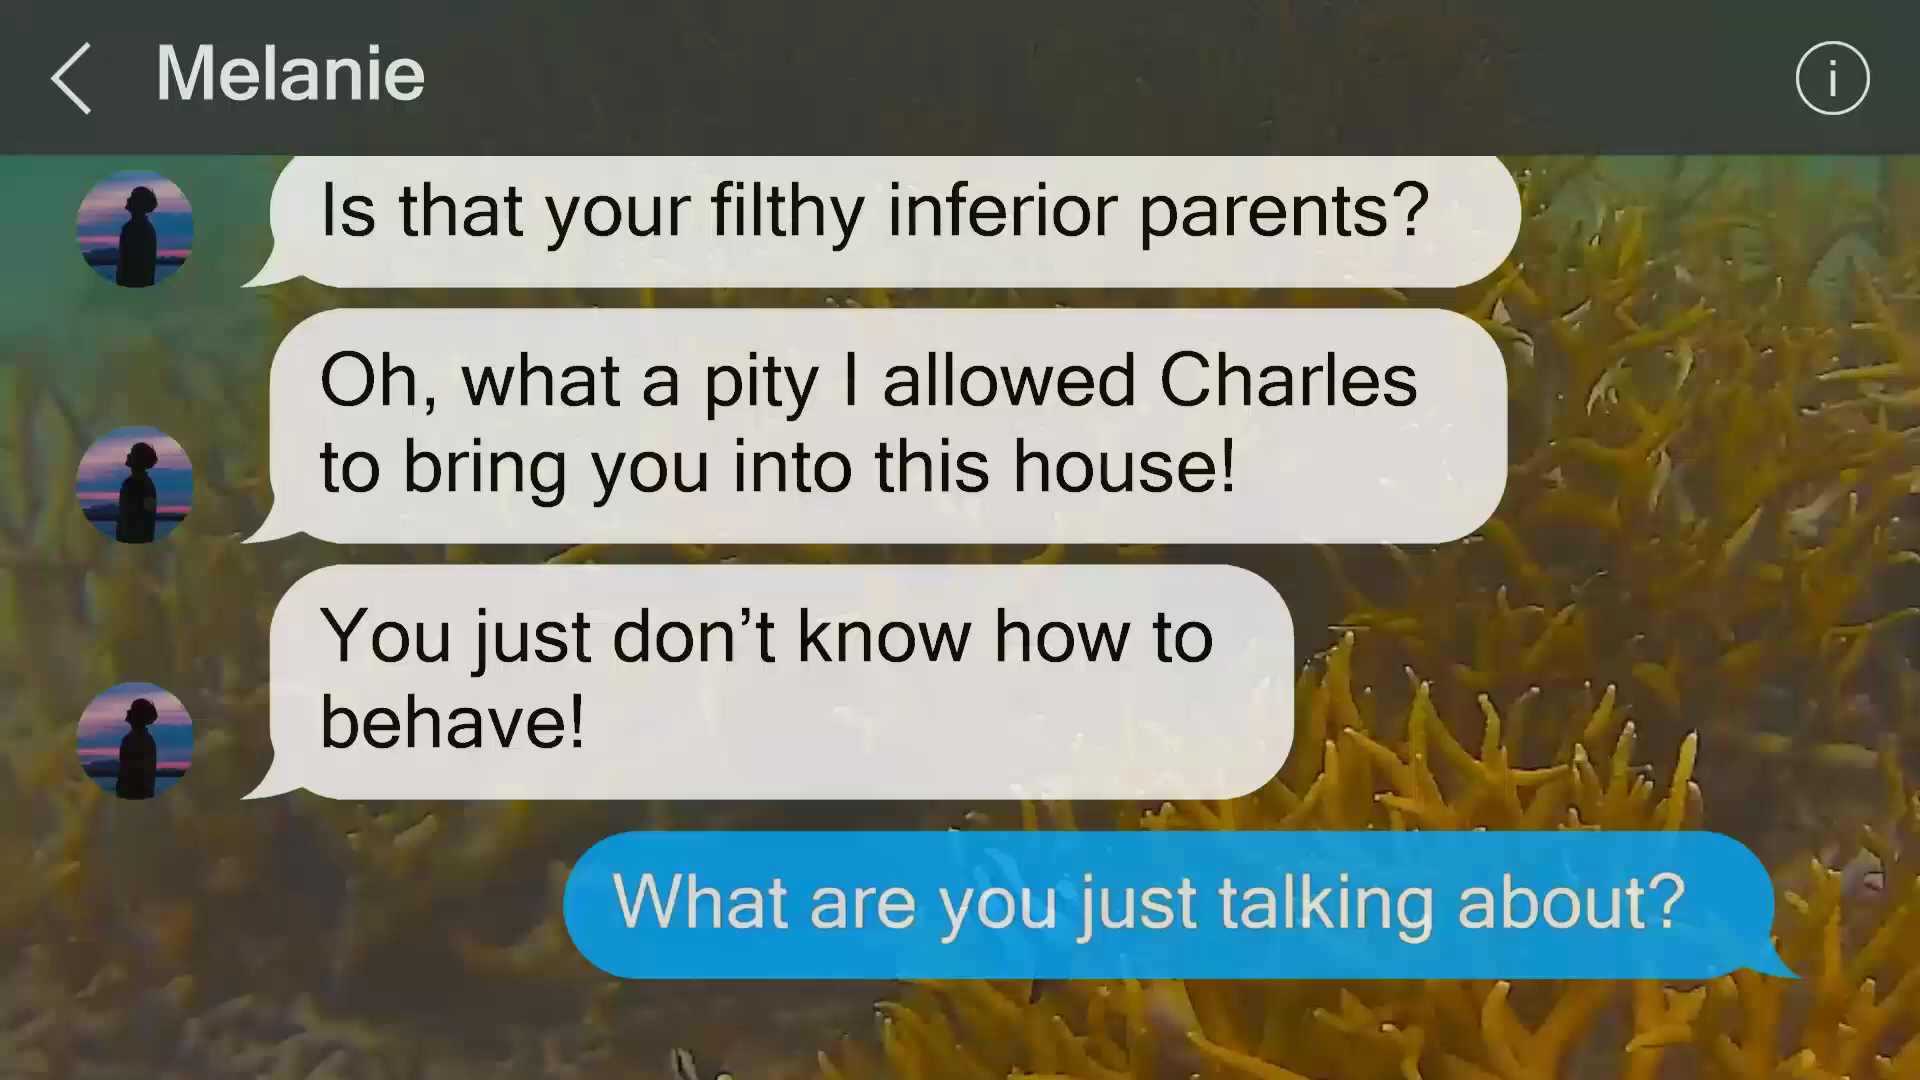 Melanie
Is that your filthy inferior parents?
Oh, what a pity I allowed Charles
to bring you into this house!
You just don’t know how to
behave!
What are you just talking about?